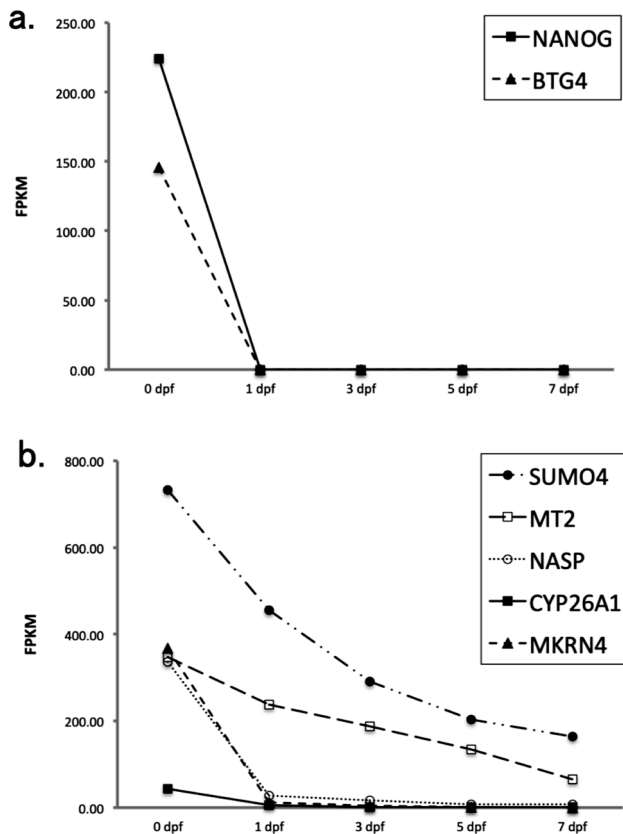 a.
250.00
200.00
150.00
100.00
50.00
0.00
FPKM
0 dpf 1 dpf 3 dpf 5 dpf 7 dpf
NANOG
BTG4
b.
800.00
600.00
400.00
200.00
0.00
FPKM
0 dpf 1 dpf 3 dpf 5 dpf 7 dpf
SUMO4
MT2
NASP
CYP26A1
MKRN4